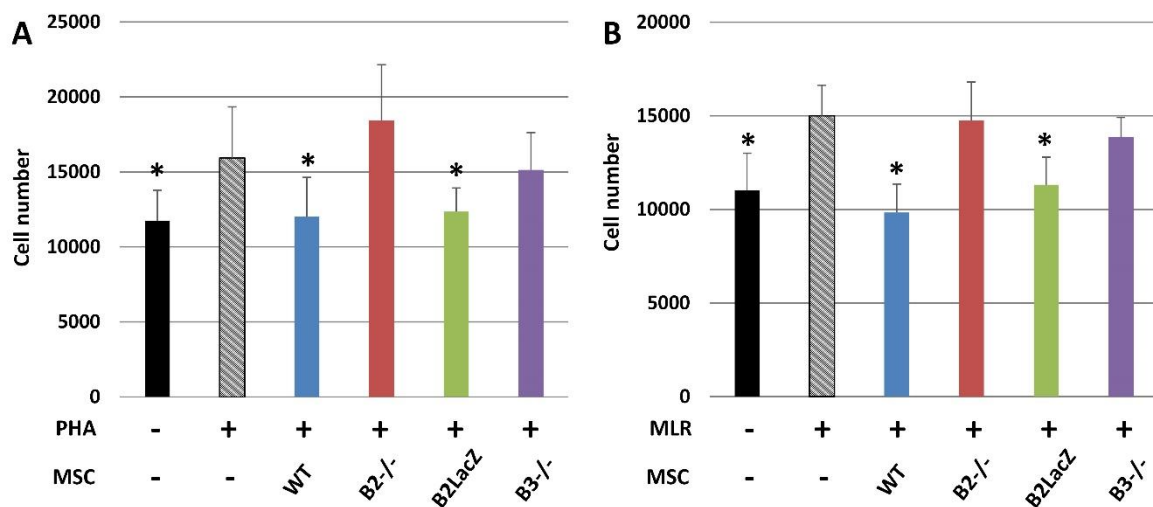 A
25000
20000
15000
10000
5000
0
Cell number
* * *
PHA - + + + + +
MSC - - WT B2-/- B2LacZ B3-/-
B
20000
15000
10000
5000
0
Cell number
* * *
MLR - + + + + +
MSC - - WT B2-/- B2LacZ B3-/-